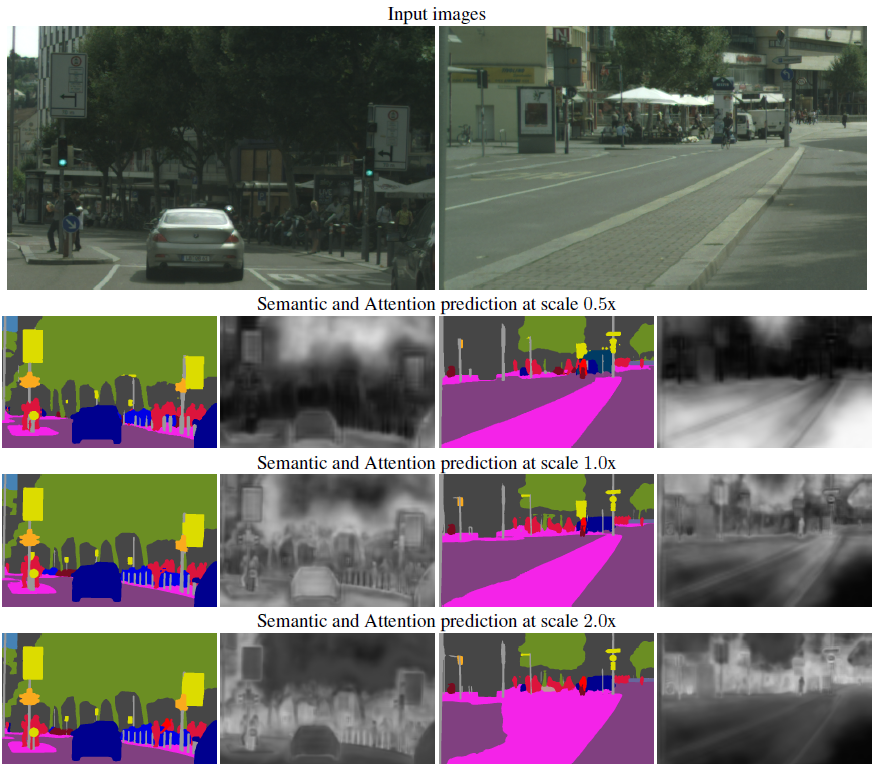 Input images
Semantic and Attention prediction at scale 0.5x
Semantic and Attention prediction at scale 1.0x
Semantic and Attention prediction at scale 2.0x